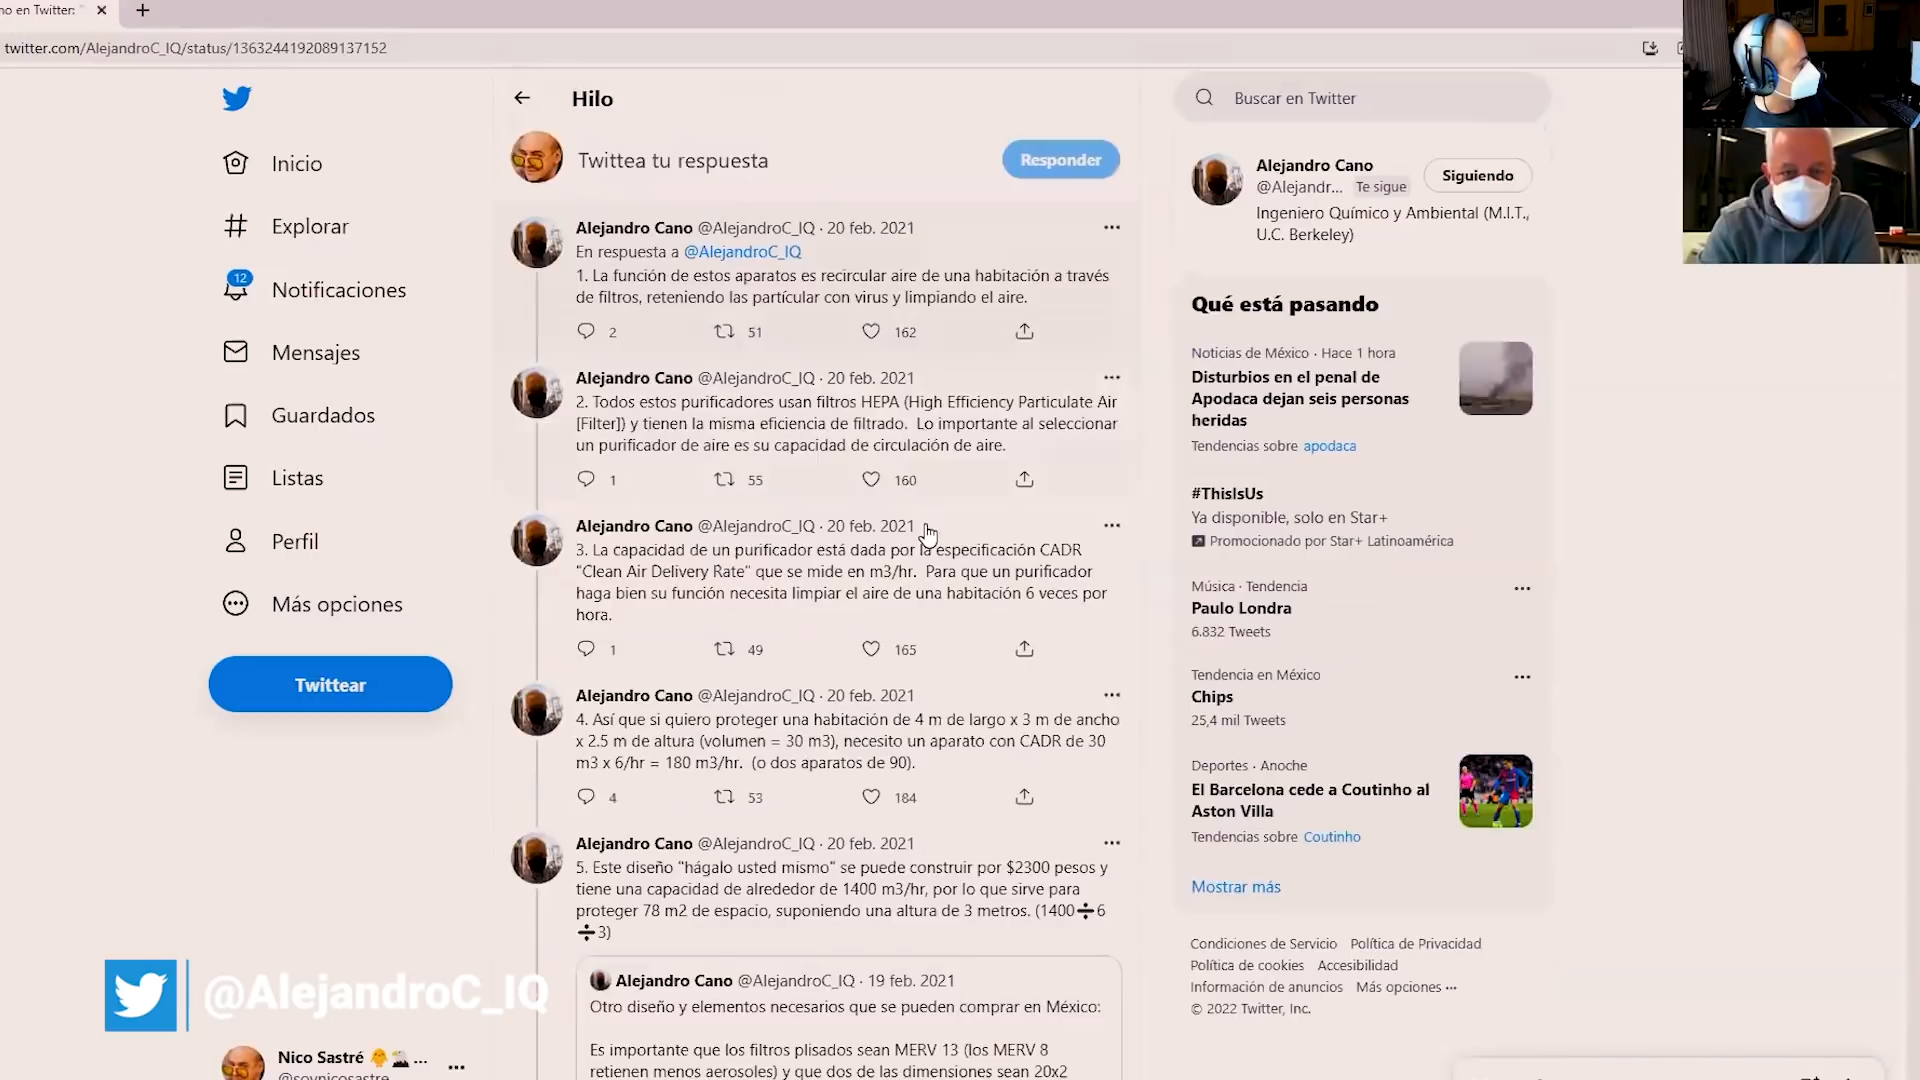 no en Twitter:
twitter.com/AlejandroC_IQ/status/1363244192089137152
Inicio
Explorar
12
Notificaciones
Mensajes
Guardados
Listas
Perfil
Más opciones
Twittear
@AlejandroC_IQ
Nico Sastré
@soynicosastre
Hilo
Twittea tu respuesta
Responder
Alejandro Cano @AlejandroC_IQ · 20 feb. 2021
En respuesta a @AlejandroC_IQ
1. La función de estos aparatos es recircular aire de una habitación a través
de filtros, reteniendo las partícular con virus y limpiando el aire.
2 51 162
Alejandro Cano @AlejandroC_IQ · 20 feb. 2021
2. Todos estos purificadores usan filtros HEPA (High Efficiency Particulate Air
[Filter]) y tienen la misma eficiencia de filtrado. Lo importante al seleccionar
un purificador de aire es su capacidad de circulación de aire.
1 55 160
Alejandro Cano @AlejandroC_IQ · 20 feb. 2021
3. La capacidad de un purificador está dada por la especificación CADR
"Clean Air Delivery Rate" que se mide en m3/hr. Para que un purificador
haga bien su función necesita limpiar el aire de una habitación 6 veces por
hora.
1 49 165
Alejandro Cano @AlejandroC_IQ · 20 feb. 2021
4. Así que si quiero proteger una habitación de 4 m de largo x 3 m de ancho
x 2.5 m de altura (volumen = 30 m3), necesito un aparato con CADR de 30
m3 x 6/hr = 180 m3/hr. (o dos aparatos de 90).
4 53 184
Alejandro Cano @AlejandroC_IQ · 20 feb. 2021
5. Este diseño "hágalo usted mismo" se puede construir por $2300 pesos y
tiene una capacidad de alrededor de 1400 m3/hr, por lo que sirve para
proteger 78 m2 de espacio, suponiendo una altura de 3 metros. (1400➗6
➗3)
Alejandro Cano @AlejandroC_IQ · 19 feb. 2021
Otro diseño y elementos necesarios que se pueden comprar en México:
Es importante que los filtros plisados sean MERV 13 (los MERV 8
retienen menos aerosoles) y que dos de las dimensiones sean 20x2
Buscar en Twitter
Alejandro Cano
@Alejandr... Te sigue
Siguiendo
Ingeniero Químico y Ambiental (M.I.T.,
U.C. Berkeley)
Qué está pasando
Noticias de México · Hace 1 hora
Disturbios en el penal de
Apodaca dejan seis personas
heridas
Tendencias sobre apodaca
#ThisIsUs
Ya disponible, solo en Star+
Promocionado por Star+ Latinoamérica
Música · Tendencia
Paulo Londra
6.832 Tweets
Tendencia en México
Chips
25,4 mil Tweets
Deportes · Anoche
El Barcelona cede a Coutinho al
Aston Villa
Tendencias sobre Coutinho
Mostrar más
Condiciones de Servicio Política de Privacidad
Política de cookies Accesibilidad
Información de anuncios Más opciones ···
© 2022 Twitter, Inc.